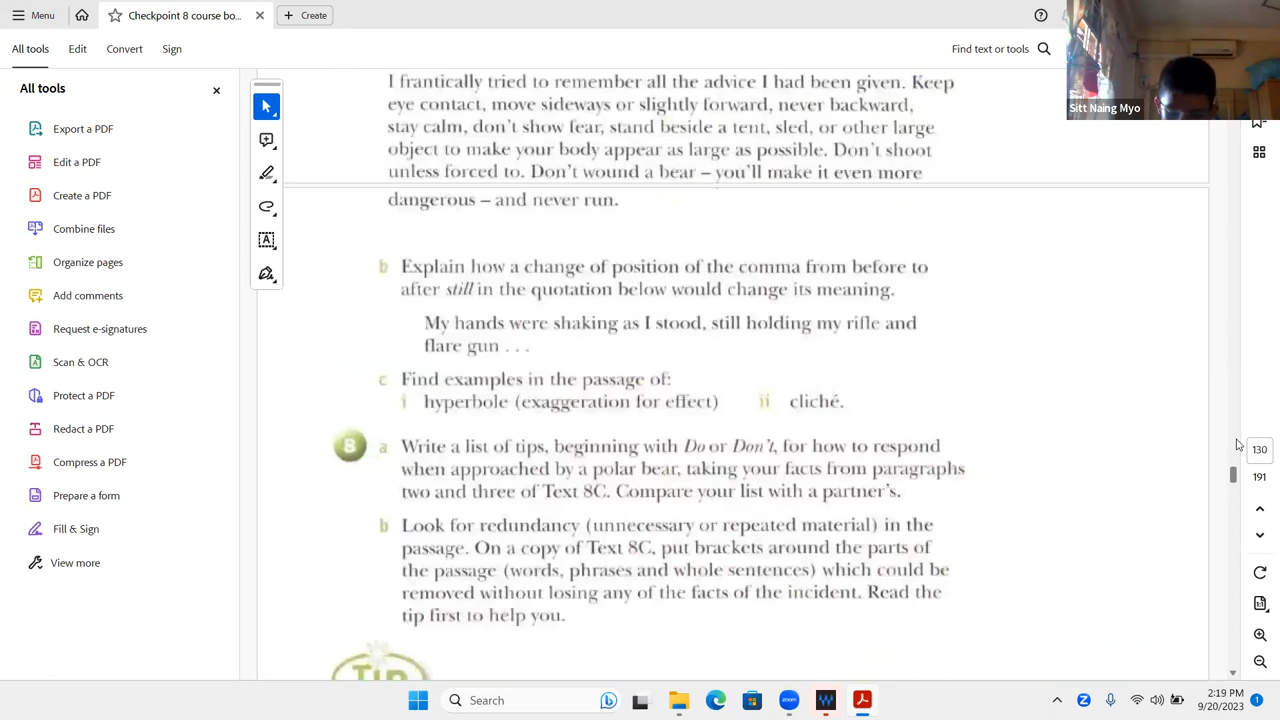 Menu
Checkpoint 8 course bo...
Create
All tools
Edit
Convert
Sign
Find text or tools
Sitt Naing Myo
All tools
Export a PDF
Edit a PDF
Create a PDF
Combine files
Organize pages
Add comments
Request e-signatures
Scan & OCR
Protect a PDF
Redact a PDF
Compress a PDF
Prepare a form
Fill & Sign
View more
I frantically tried to remember all the advice I had been given. Keep
eye contact, move sideways or slightly forward, never backward,
stay calm, don't show fear, stand beside a tent, sled, or other large
object to make your body appear as large as possible. Don't shoot
unless forced to. Don't wound a bear – you'll make it even more
dangerous – and never run.
b Explain how a change of position of the comma from before to
after still in the quotation below would change its meaning.
My hands were shaking as I stood, still holding my rifle and
flare gun . . .
c Find examples in the passage of:
i hyperbole (exaggeration for effect) ii cliché.
8 a Write a list of tips, beginning with Do or Don't, for how to respond
when approached by a polar bear, taking your facts from paragraphs
two and three of Text 8C. Compare your list with a partner's.
b Look for redundancy (unnecessary or repeated material) in the
passage. On a copy of Text 8C, put brackets around the parts of
the passage (words, phrases and whole sentences) which could be
removed without losing any of the facts of the incident. Read the
tip first to help you.
TIP
130
191
Search
zoom
2:19 PM
9/20/2023